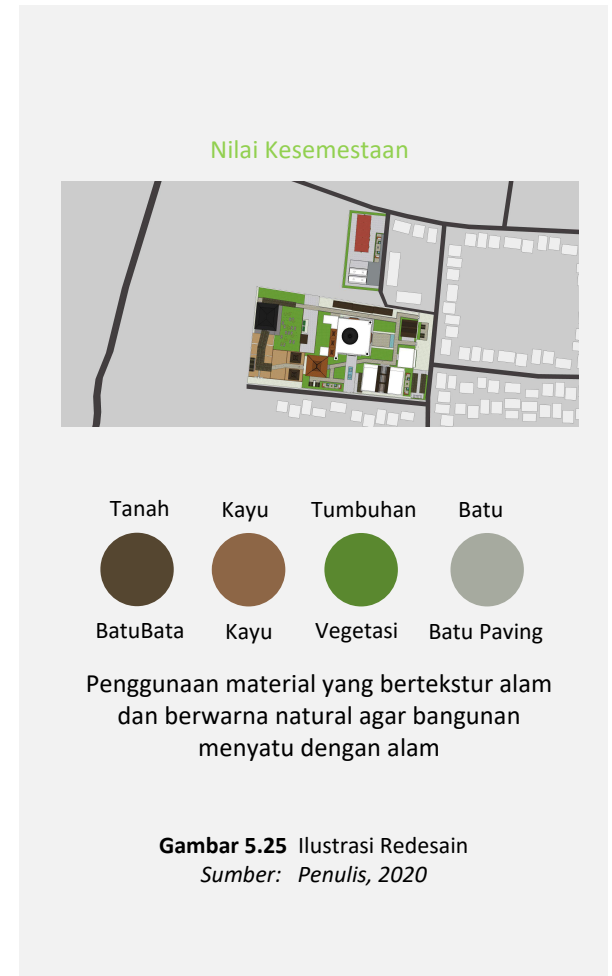 Nilai Kesemestaan
Tanah Kayu Tumbuhan Batu
BatuBata Kayu Vegetasi Batu Paving
Penggunaan material yang bertekstur alam
dan berwarna natural agar bangunan
menyatu dengan alam
Gambar 5.25 Ilustrasi Redesain
Sumber: Penulis, 2020